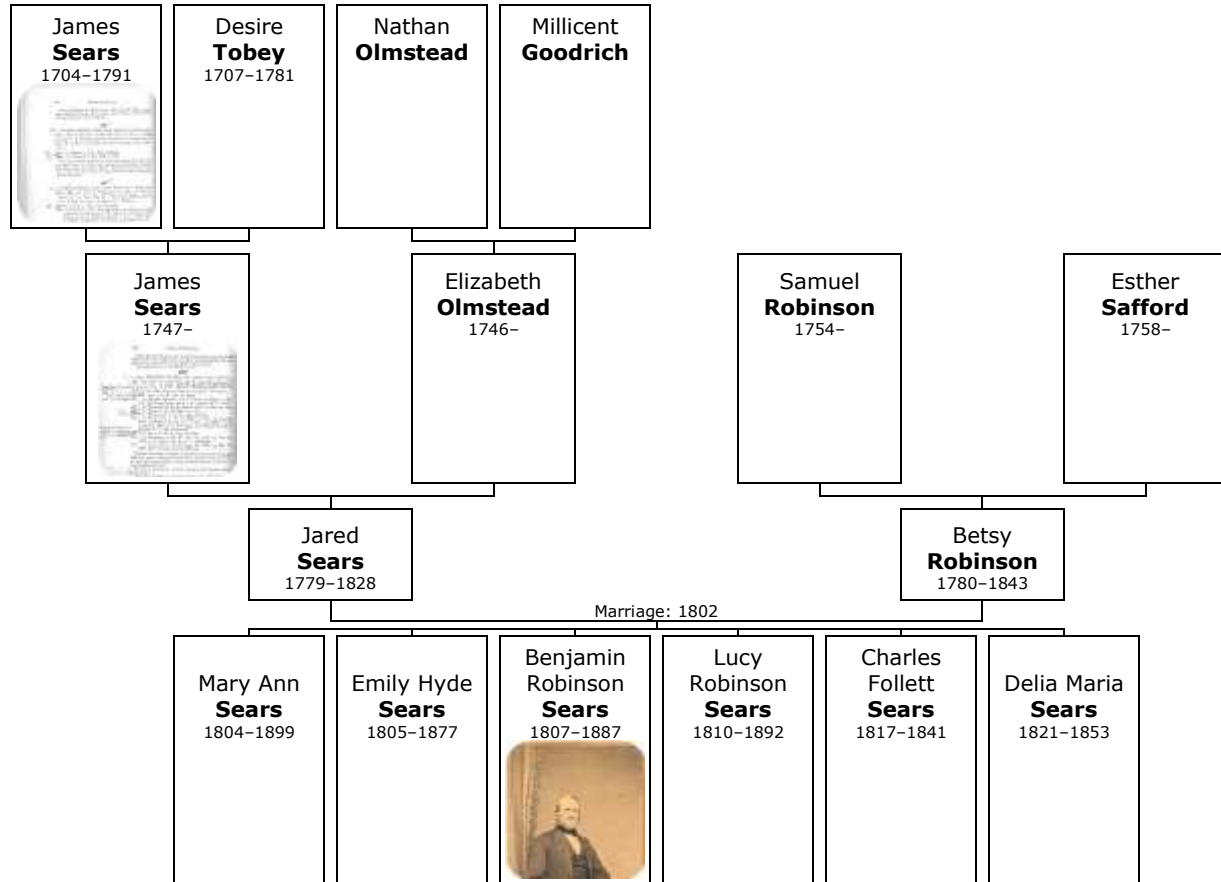 James
Sears
1704–1791
Desire
Tobey
1707–1781
Nathan
Olmstead
Millicent
Goodrich
James
Sears
1747–
Elizabeth
Olmstead
1746–
Samuel
Robinson
1754–
Esther
Safford
1758–
Jared
Sears
1779–1828
Betsy
Robinson
1780–1843
Marriage: 1802
Mary Ann
Sears
1804–1899
Emily Hyde
Sears
1805–1877
Benjamin
Robinson
Sears
1807–1887
Lucy
Robinson
Sears
1810–1892
Charles
Follett
Sears
1817–1841
Delia Maria
Sears
1821–1853